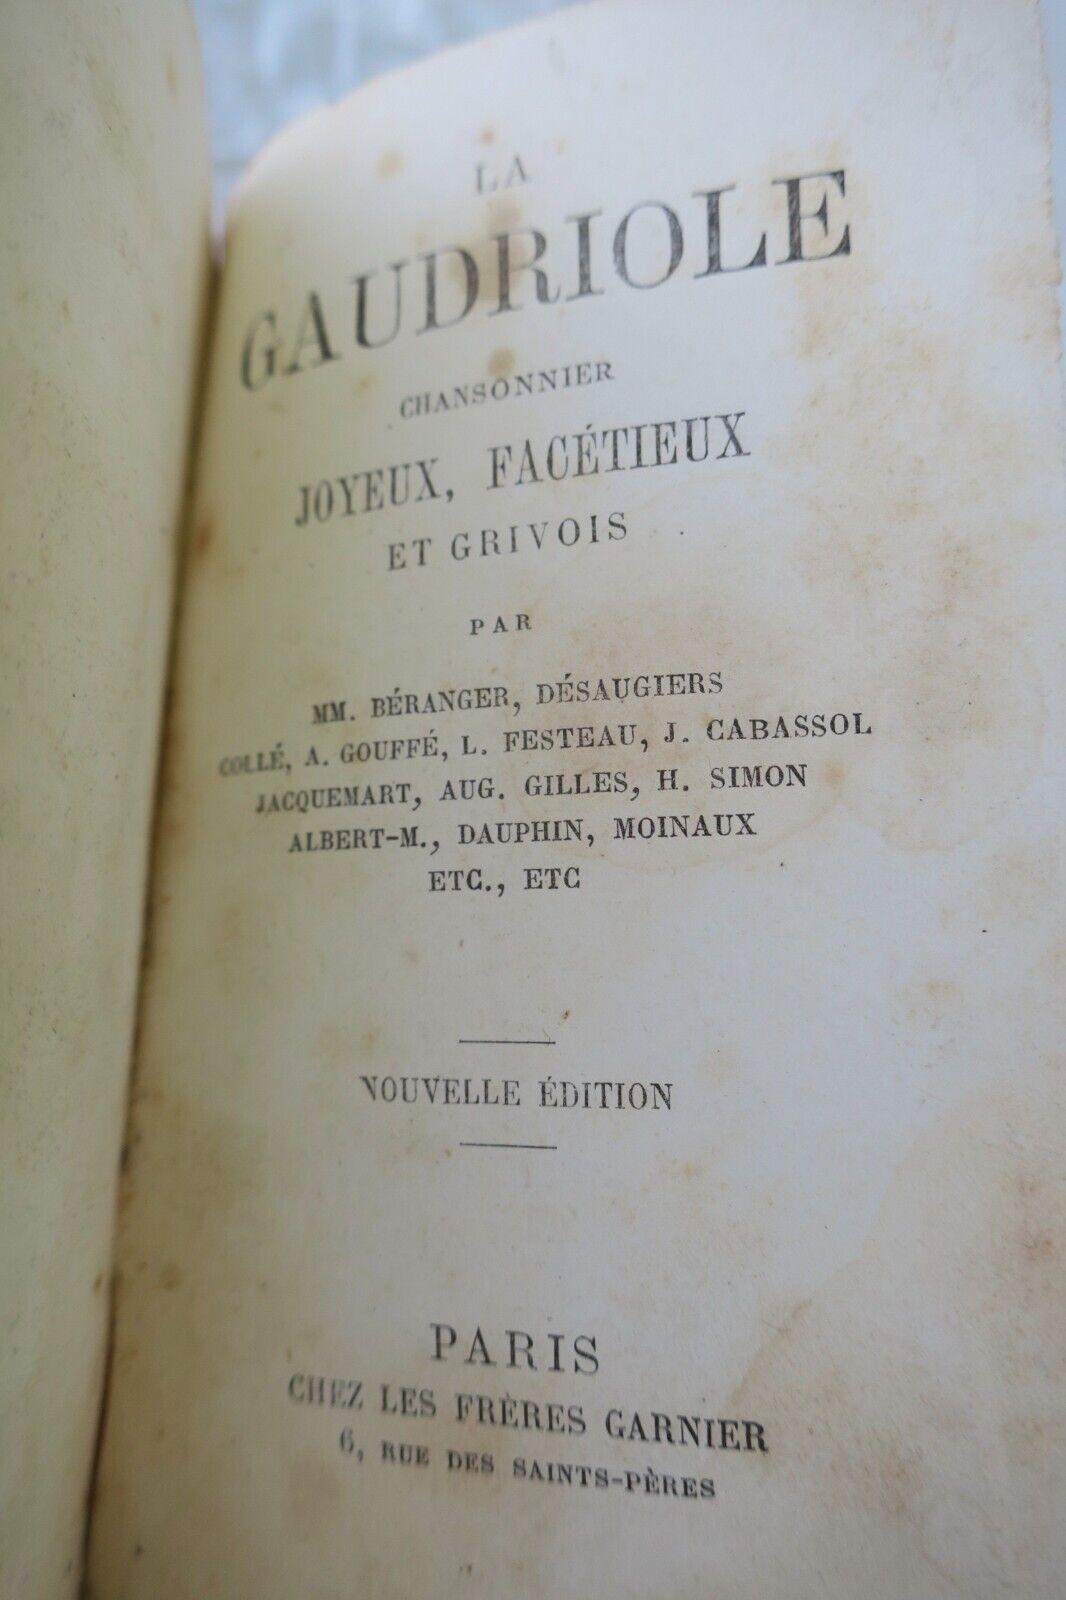 LA
GAUDRIOLE
CHANSONNIER
JOYEUX, FACÉTIEUX
ET GRIVOIS
PAR
MM. BÉRANGER, DÉSAUGIERS
COLLÉ, A. GOUFFÉ, L. FESTEAU, J. CABASSOL
JACQUEMART, AUG. GILLES, H. SIMON
ALBERT-M., DAUPHIN, MOINAUX
ETC., ETC
NOUVELLE ÉDITION
PARIS
CHEZ LES FRÈRES GARNIER
6, RUE DES SAINTS-PÈRES